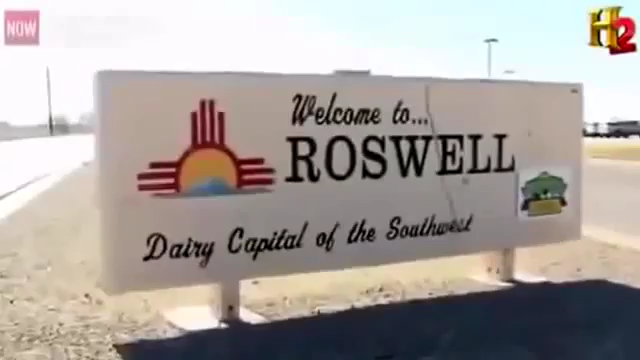 NOW
H2
Welcome to...
ROSWELL
Dairy Capital of the Southwest